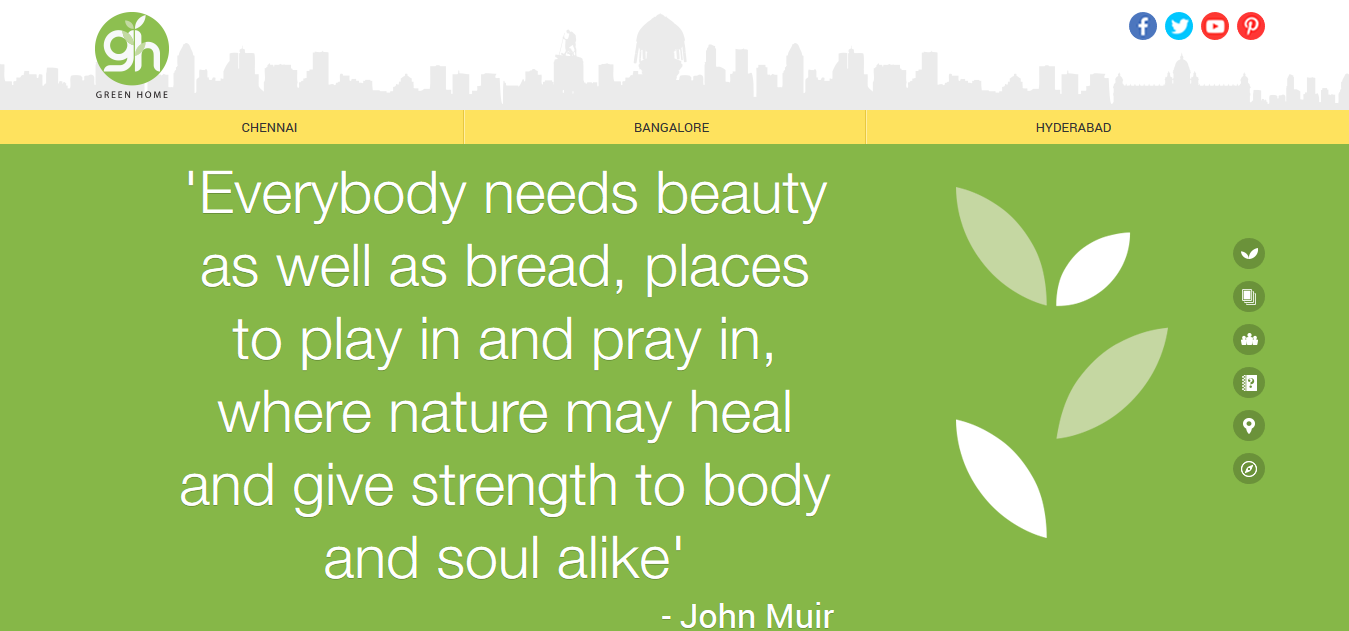 gh
GREEN HOME
CHENNAI
BANGALORE
HYDERABAD
'Everybody needs beauty
as well as bread, places
to play in and pray in,
where nature may heal
and give strength to body
and soul alike'
- John Muir